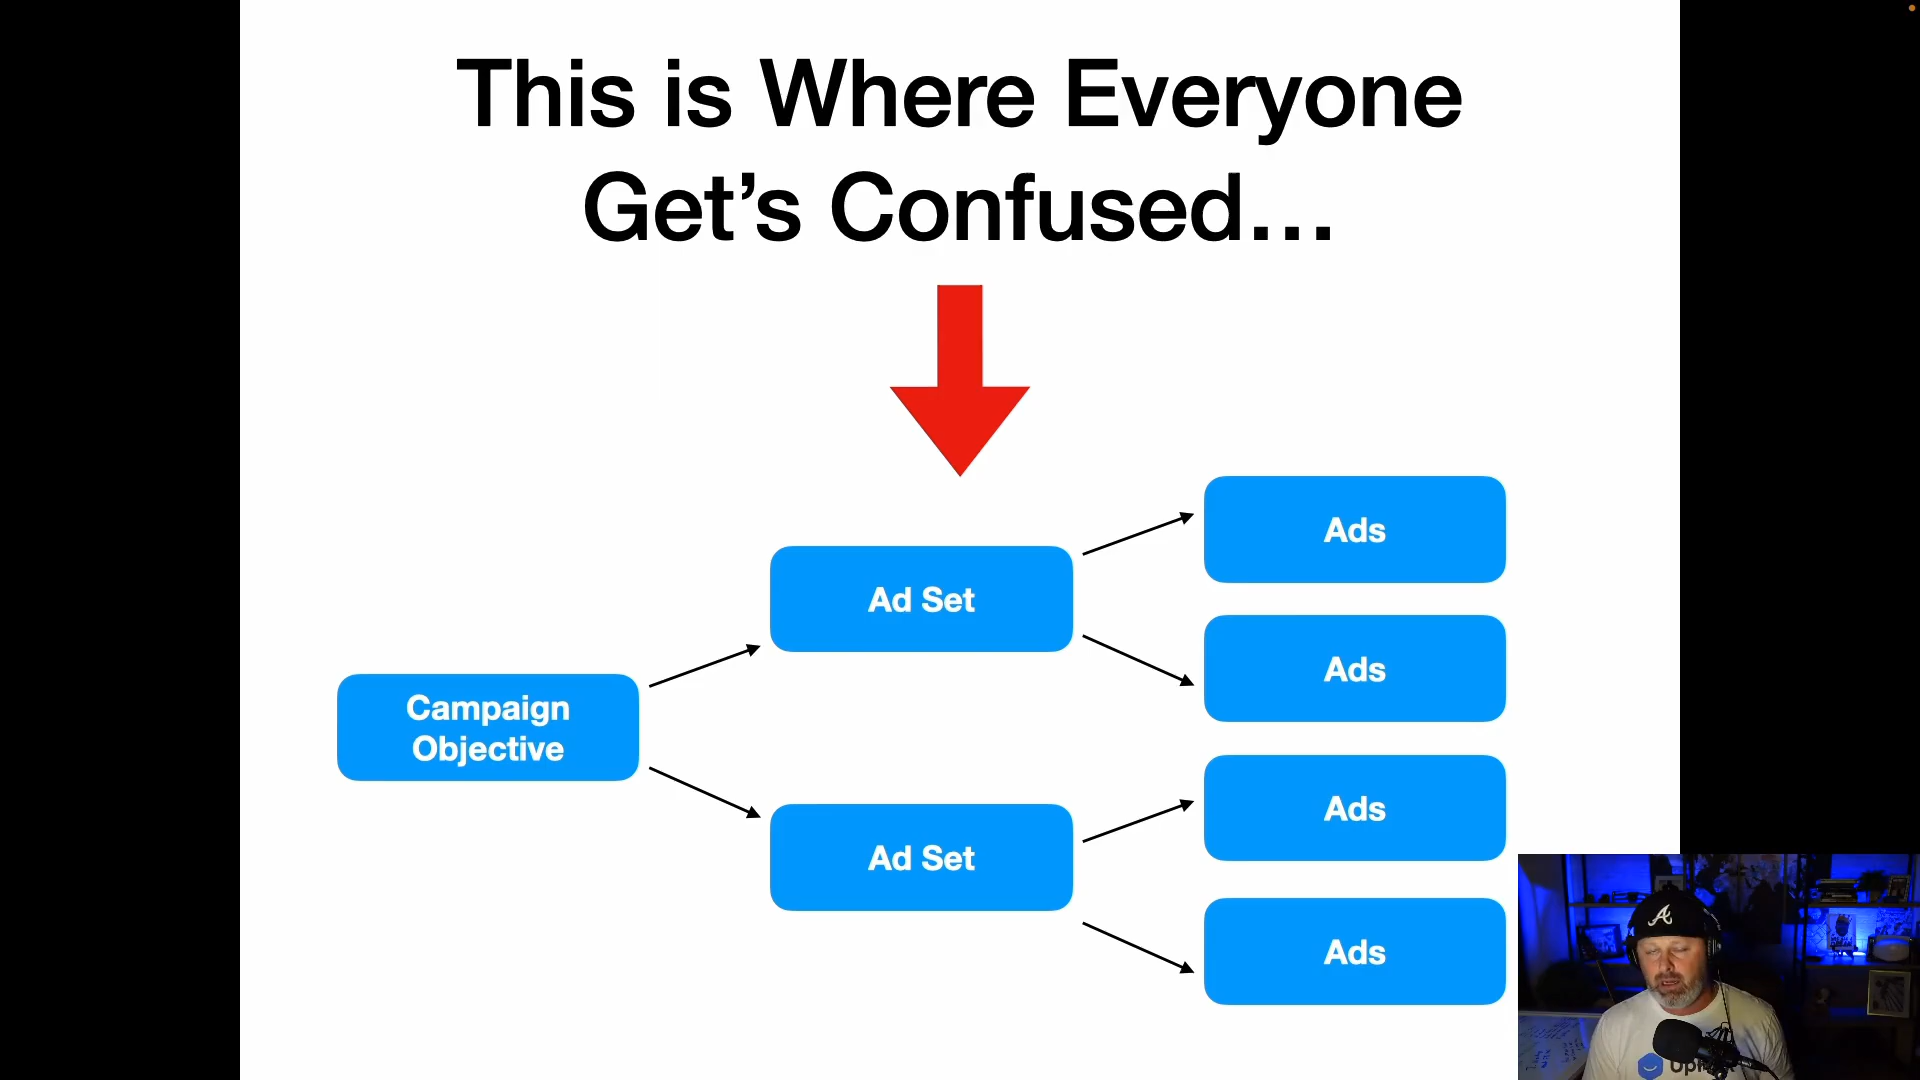 This is Where Everyone
Get’s Confused…
Ads
Ad Set
Ads
Campaign
Objective
Ads
Ad Set
Ads
A